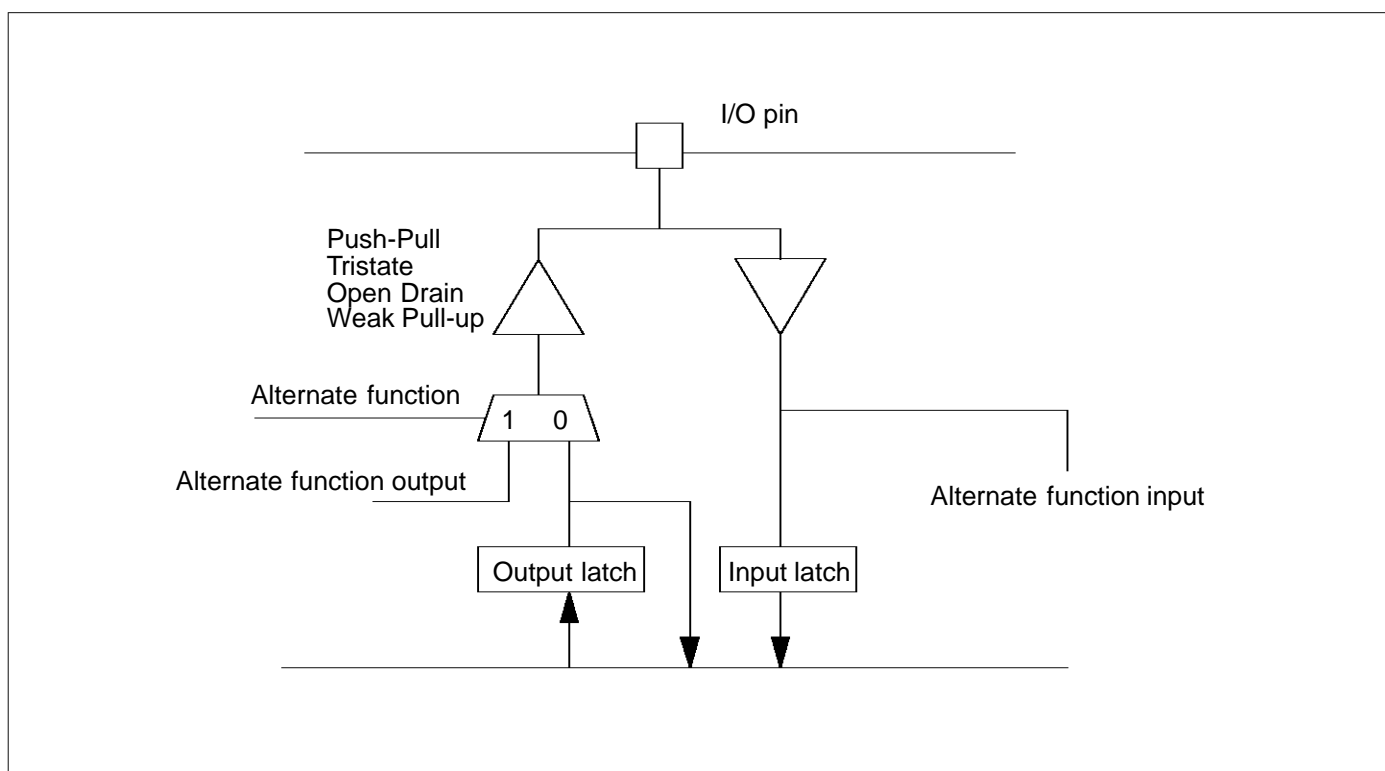 I/O pin
Push-Pull
Tristate
Open Drain
Weak Pull-up
Alternate function
1 0
Alternate function output
Alternate function input
Output latch
Input latch